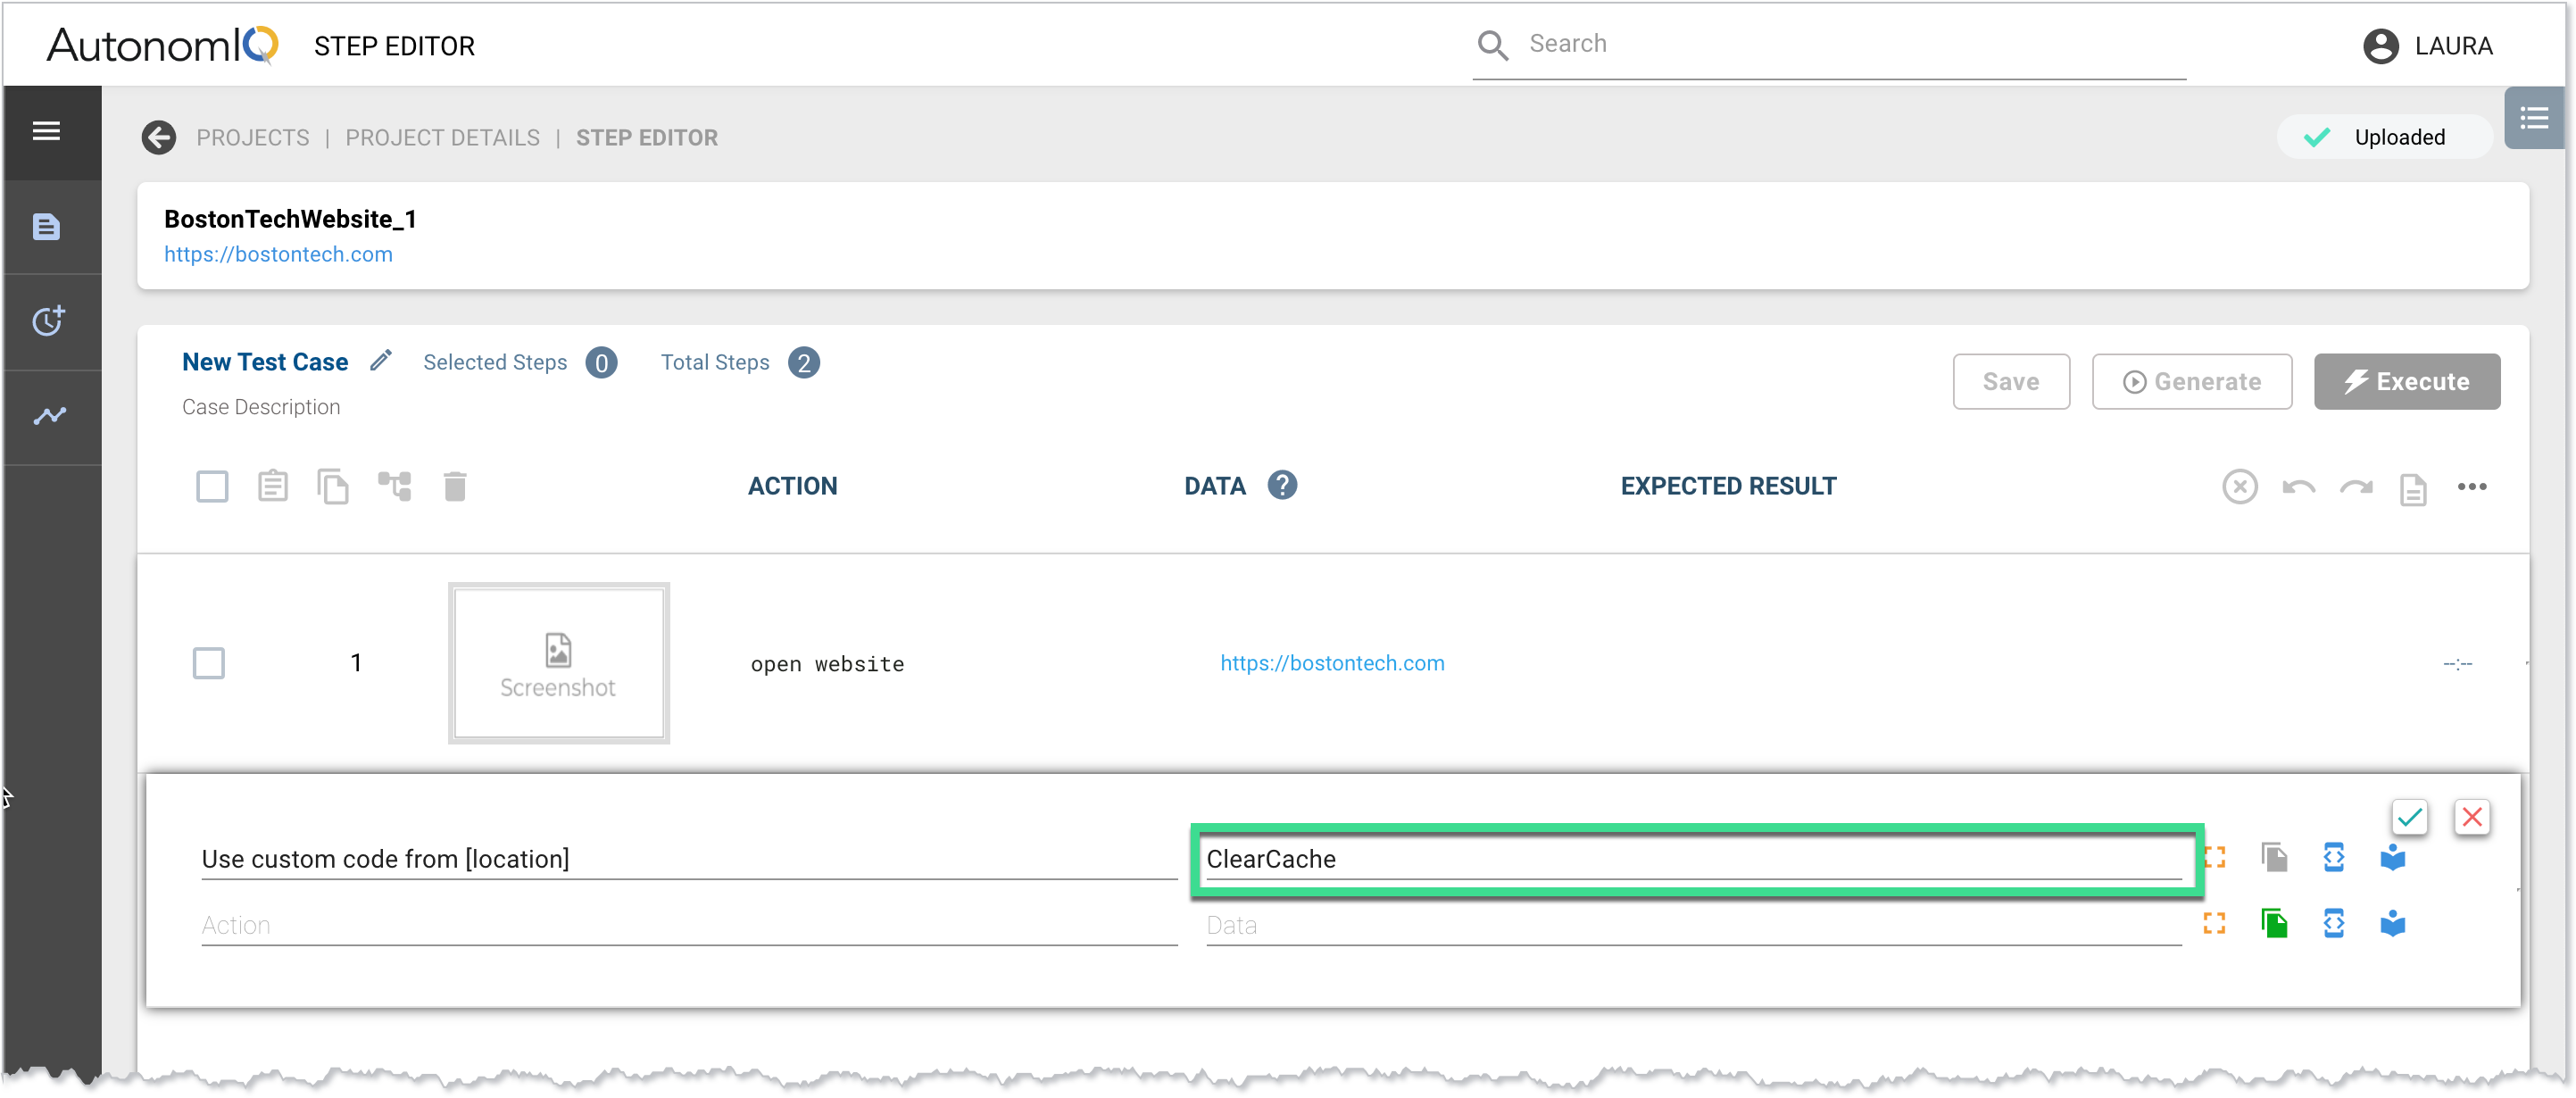 AutonomIQ STEP EDITOR Search LAURA
PROJECTS | PROJECT DETAILS | STEP EDITOR Uploaded
BostonTechWebsite_1
https://bostontech.com
New Test Case Selected Steps 0 Total Steps 2
Case Description
Save Generate Execute
ACTION DATA ? EXPECTED RESULT
1 Screenshot open website https://bostontech.com --:--
Use custom code from [location] ClearCache
Action Data